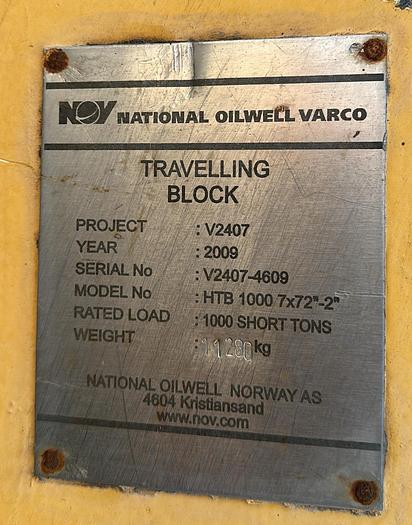 NOV NATIONAL OILWELL VARCO
TRAVELLING
BLOCK
PROJECT : V2407
YEAR : 2009
SERIAL No : V2407-4609
MODEL No : HTB 1000 7x72"-2"
RATED LOAD : 1000 SHORT TONS
WEIGHT : 11280 kg
NATIONAL OILWELL NORWAY AS
4604 Kristiansand
www.nov.com